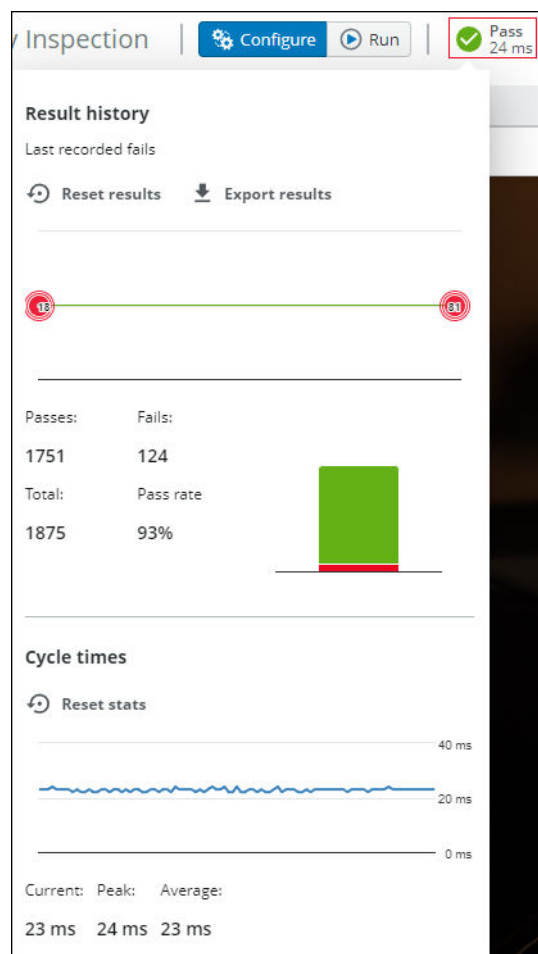 y Inspection
Configure
Run
Pass
24 ms
Result history
Last recorded fails
Reset results
Export results
18
81
Passes:
Fails:
1751
124
Total:
Pass rate
1875
93%
Cycle times
Reset stats
40 ms
20 ms
0 ms
Current:
Peak:
Average:
23 ms
24 ms
23 ms